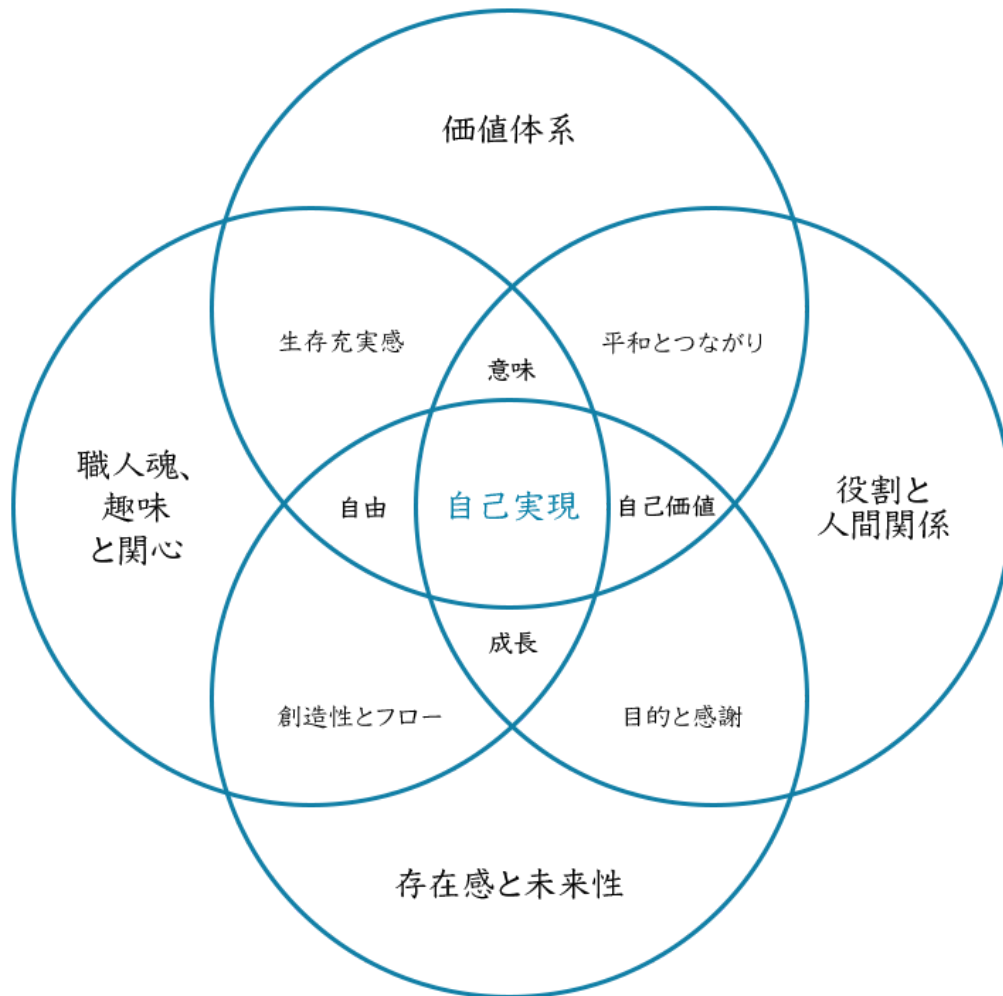 価値体系
生存充実感
平和とつながり
意味
職人魂、
趣味
と関心
自由
自己実現
自己価値
役割と
人間関係
成長
創造性とフロー
目的と感謝
存在感と未来性